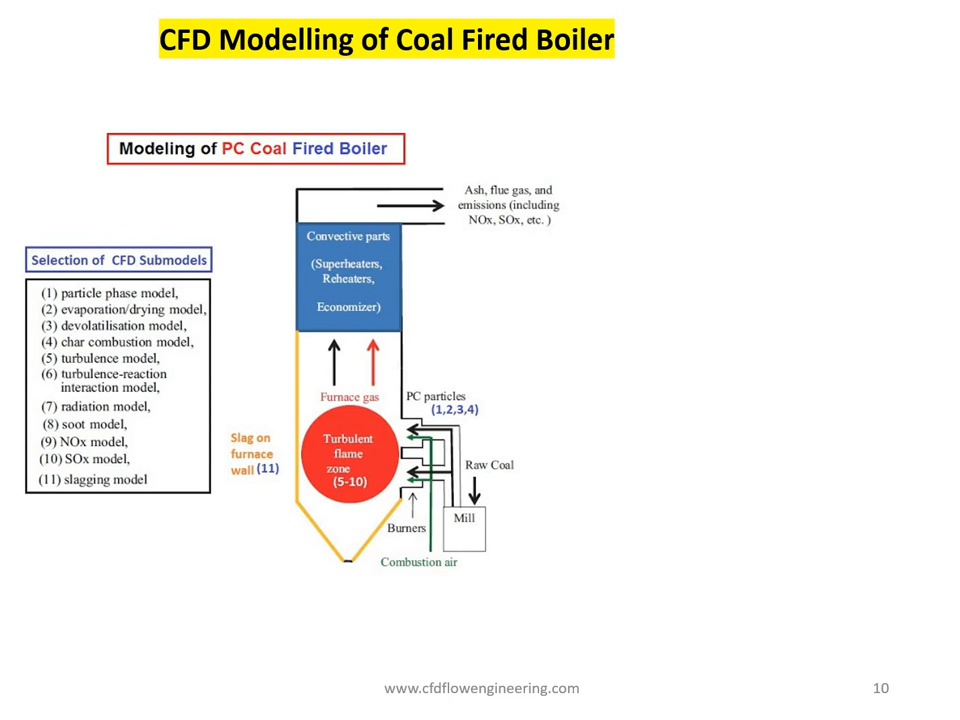 CFD Modelling of Coal Fired Boiler
Modeling of PC Coal Fired Boiler
Ash, flue gas, and
emissions (including
NOx, SOx, etc. )
Convective parts
(Superheaters,
Reheaters,
Economizer)
Selection of CFD Submodels
(1) particle phase model,
(2) evaporation/drying model,
(3) devolatilisation model,
(4) char combustion model,
(5) turbulence model,
(6) turbulence-reaction
interaction model,
(7) radiation model,
(8) soot model,
(9) NOx model,
(10) SOx model,
(11) slagging model
Furnace gas
PC particles
(1,2,3,4)
Slag on
furnace
wall (11)
Turbulent
flame
zone
(5-10)
Raw Coal
Mill
Burners
Combustion air
www.cfdflowengineering.com
10